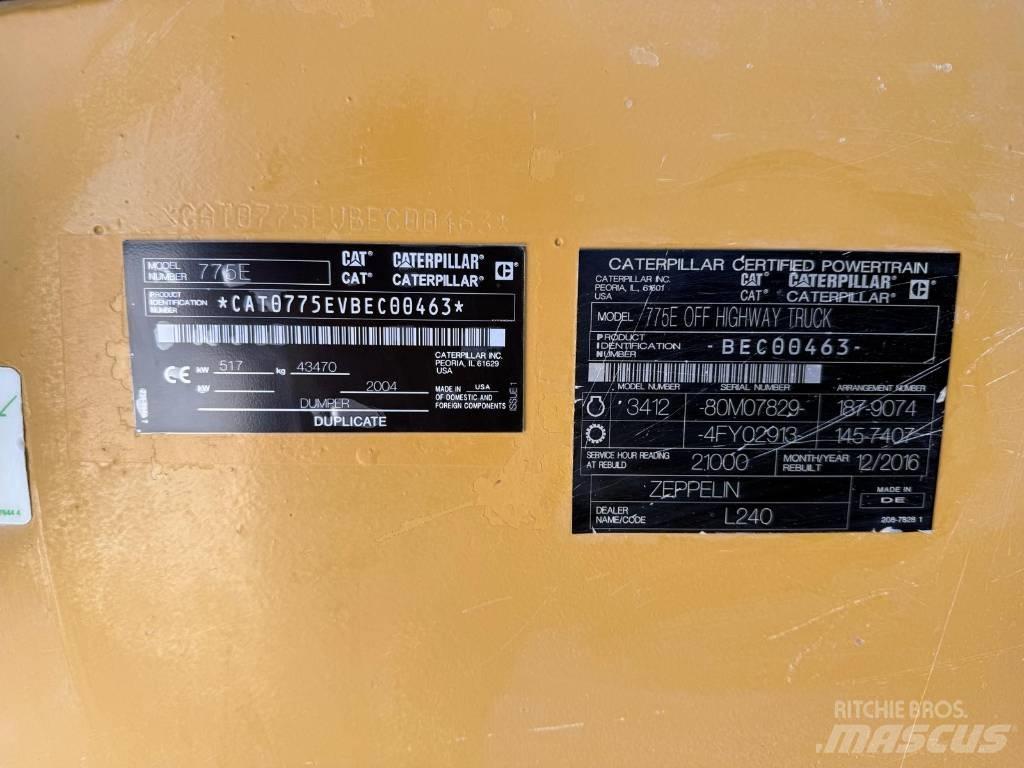 *CAT0775EVBEC00463*
MODEL NUMBER 775E
CAT® CATERPILLAR®
CAT® CATERPILLAR®
PRODUCT IDENTIFICATION NUMBER *CAT0775EVBEC00463*
CATERPILLAR INC.
PEORIA, IL 61629
USA
CE kW 517 kg 43470
kW 2004
MADE IN USA
OF DOMESTIC AND
FOREIGN COMPONENTS
DUMPER
DUPLICATE
ISSUE 1
CATERPILLAR CERTIFIED POWERTRAIN
CATERPILLAR INC.
PEORIA, IL, 61601
USA
CAT® CATERPILLAR®
CAT® CATERPILLAR®
MODEL 775E OFF HIGHWAY TRUCK
PRODUCT IDENTIFICATION NUMBER -BEC00463-
MODEL NUMBER SERIAL NUMBER ARRANGEMENT NUMBER
3412 -80M07829- 187-9074
-4FY02913- 145-7407
SERVICE HOUR READING AT REBUILD 21000 MONTH/YEAR REBUILT 12/2016
ZEPPELIN
DEALER NAME/CODE L240
MADE IN
DE
208-7828 1
RITCHIE BROS.
MASCUS